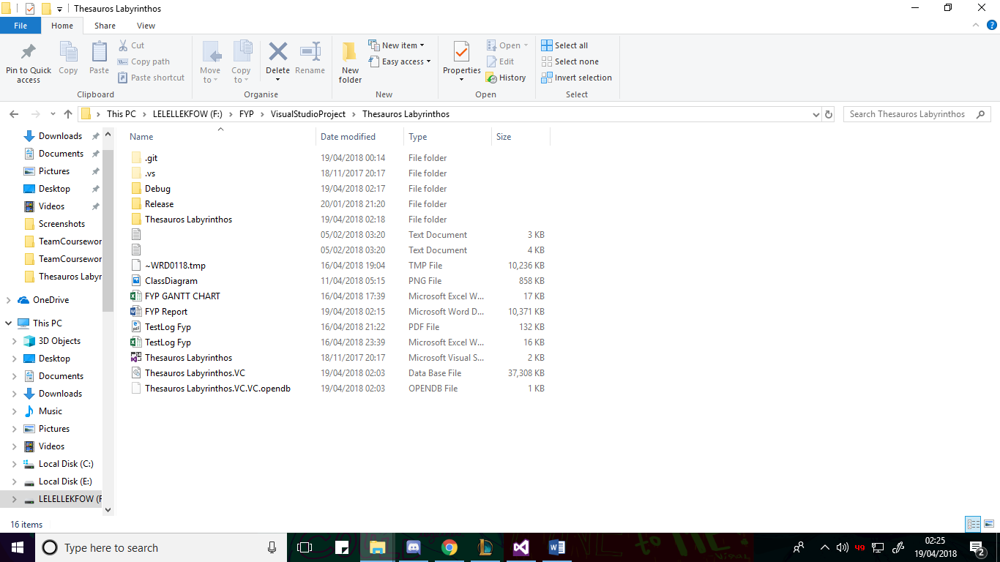 Thesauros Labyrinthos
File Home Share View
Pin to Quick access
Copy
Paste
Cut
Copy path
Paste shortcut
Clipboard
Move to
Copy to
Delete
Rename
Organise
New folder
New item
Easy access
New
Properties
Open
Edit
History
Open
Select all
Select none
Invert selection
Select
This PC > LELELLEKFOW (F:) > FYP > VisualStudioProject > Thesauros Labyrinthos
Search Thesauros Labyrinthos
Downloads
Documents
Pictures
Desktop
Videos
Screenshots
TeamCoursewor
TeamCoursewor
Thesauros Labyr
OneDrive
This PC
3D Objects
Desktop
Documents
Downloads
Music
Pictures
Videos
Local Disk (C:)
Local Disk (E:)
LELELLEKFOW (F
Name Date modified Type Size
.git 19/04/2018 00:14 File folder
.vs 18/11/2017 20:17 File folder
Debug 19/04/2018 02:17 File folder
Release 20/01/2018 21:20 File folder
Thesauros Labyrinthos 19/04/2018 02:18 File folder
05/02/2018 03:20 Text Document 3 KB
05/02/2018 03:20 Text Document 4 KB
~WRD0118.tmp 16/04/2018 19:04 TMP File 10,236 KB
ClassDiagram 11/04/2018 05:15 PNG File 858 KB
FYP GANTT CHART 16/04/2018 17:39 Microsoft Excel W... 17 KB
FYP Report 19/04/2018 02:15 Microsoft Word D... 10,371 KB
TestLog Fyp 16/04/2018 21:22 PDF File 132 KB
TestLog Fyp 16/04/2018 23:39 Microsoft Excel W... 16 KB
Thesauros Labyrinthos 18/11/2017 20:17 Microsoft Visual S... 2 KB
Thesauros Labyrinthos.VC 19/04/2018 02:03 Data Base File 37,308 KB
Thesauros Labyrinthos.VC.VC.opendb 19/04/2018 02:03 OPENDB File 1 KB
16 items
Type here to search
to ME!
02:25
19/04/2018
2